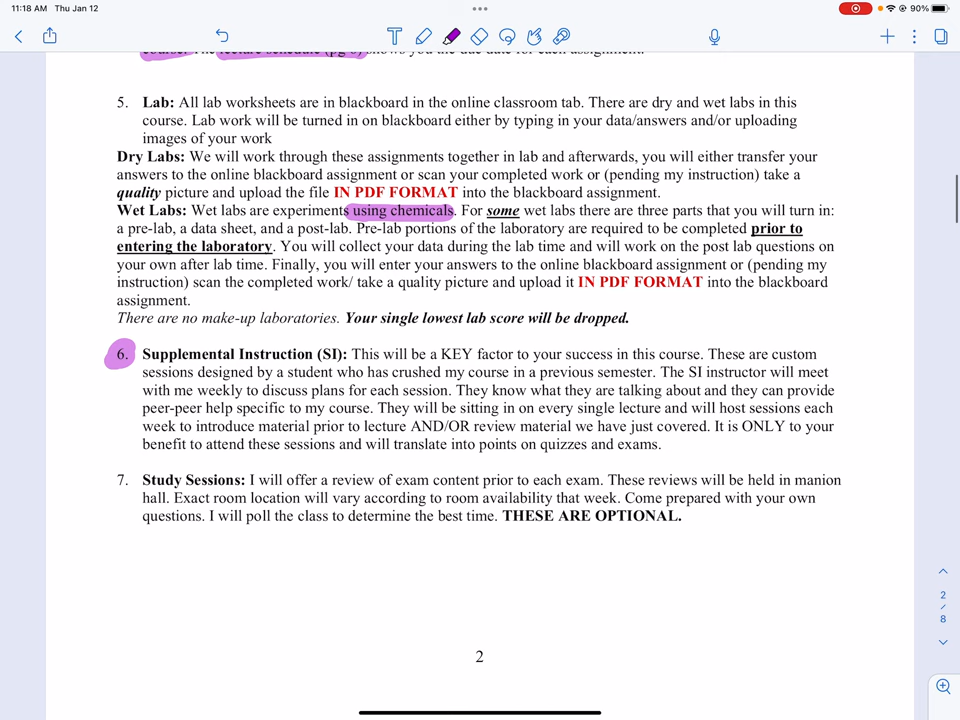 11:18 AM Thu Jan 12
90%
5. Lab: All lab worksheets are in blackboard in the online classroom tab. There are dry and wet labs in this
course. Lab work will be turned in on blackboard either by typing in your data/answers and/or uploading
images of your work
Dry Labs: We will work through these assignments together in lab and afterwards, you will either transfer your
answers to the online blackboard assignment or scan your completed work or (pending my instruction) take a
quality picture and upload the file IN PDF FORMAT into the blackboard assignment.
Wet Labs: Wet labs are experiments using chemicals. For some wet labs there are three parts that you will turn in:
a pre-lab, a data sheet, and a post-lab. Pre-lab portions of the laboratory are required to be completed prior to
entering the laboratory. You will collect your data during the lab time and will work on the post lab questions on
your own after lab time. Finally, you will enter your answers to the online blackboard assignment or (pending my
instruction) scan the completed work/ take a quality picture and upload it IN PDF FORMAT into the blackboard
assignment.
There are no make-up laboratories. Your single lowest lab score will be dropped.
6. Supplemental Instruction (SI): This will be a KEY factor to your success in this course. These are custom
sessions designed by a student who has crushed my course in a previous semester. The SI instructor will meet
with me weekly to discuss plans for each session. They know what they are talking about and they can provide
peer-peer help specific to my course. They will be sitting in on every single lecture and will host sessions each
week to introduce material prior to lecture AND/OR review material we have just covered. It is ONLY to your
benefit to attend these sessions and will translate into points on quizzes and exams.
7. Study Sessions: I will offer a review of exam content prior to each exam. These reviews will be held in manion
hall. Exact room location will vary according to room availability that week. Come prepared with your own
questions. I will poll the class to determine the best time. THESE ARE OPTIONAL.
2
/
8
2